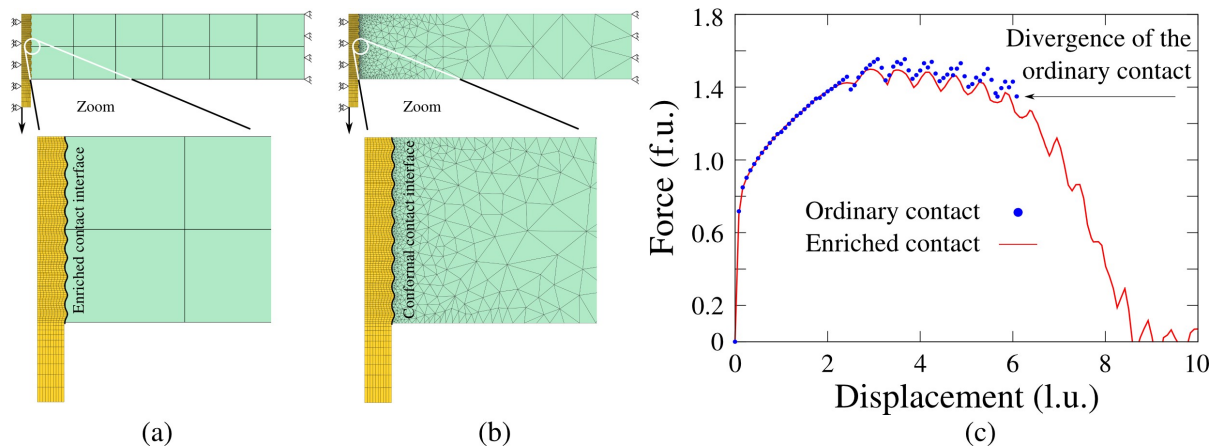 Zoom
Enriched contact interface
(a)
Zoom
Conformal contact interface
(b)
Force (f.u.)
1.8
1.4
1.0
0.6
0.2
0
Divergence of the
ordinary contact
Ordinary contact
Enriched contact
0 2 4 6 8 10
Displacement (l.u.)
(c)